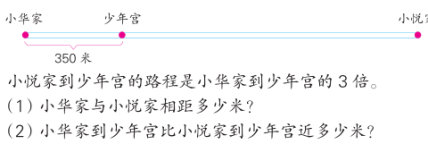 小华家 少年宫 小悦
350 米
小悦家到少年宫的路程是小华家到少年宫的 3 倍。
（1）小华家与小悦家相距多少米？
（2）小华家到少年宫比小悦家到少年宫近多少米？